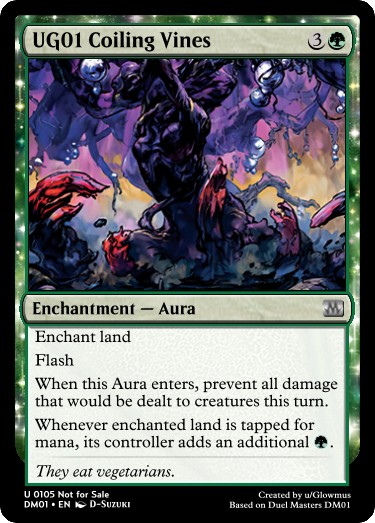 UG01 Coiling Vines 3
Enchantment — Aura
Enchant land
Flash
When this Aura enters, prevent all damage
that would be dealt to creatures this turn.
Whenever enchanted land is tapped for
mana, its controller adds an additional .
They eat vegetarians.
U 0105 Not for Sale
DM01 • EN D-Suzuki
Created by u/Glowmus
Based on Duel Masters DM01